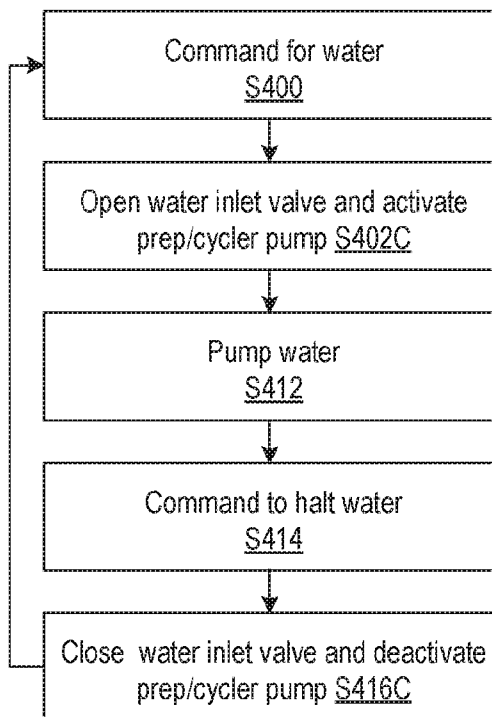 Command for water
S400
Open water inlet valve and activate
prep/cycler pump S402C
Pump water
S412
Command to halt water
S414
Close water inlet valve and deactivate
prep/cycler pump S416C